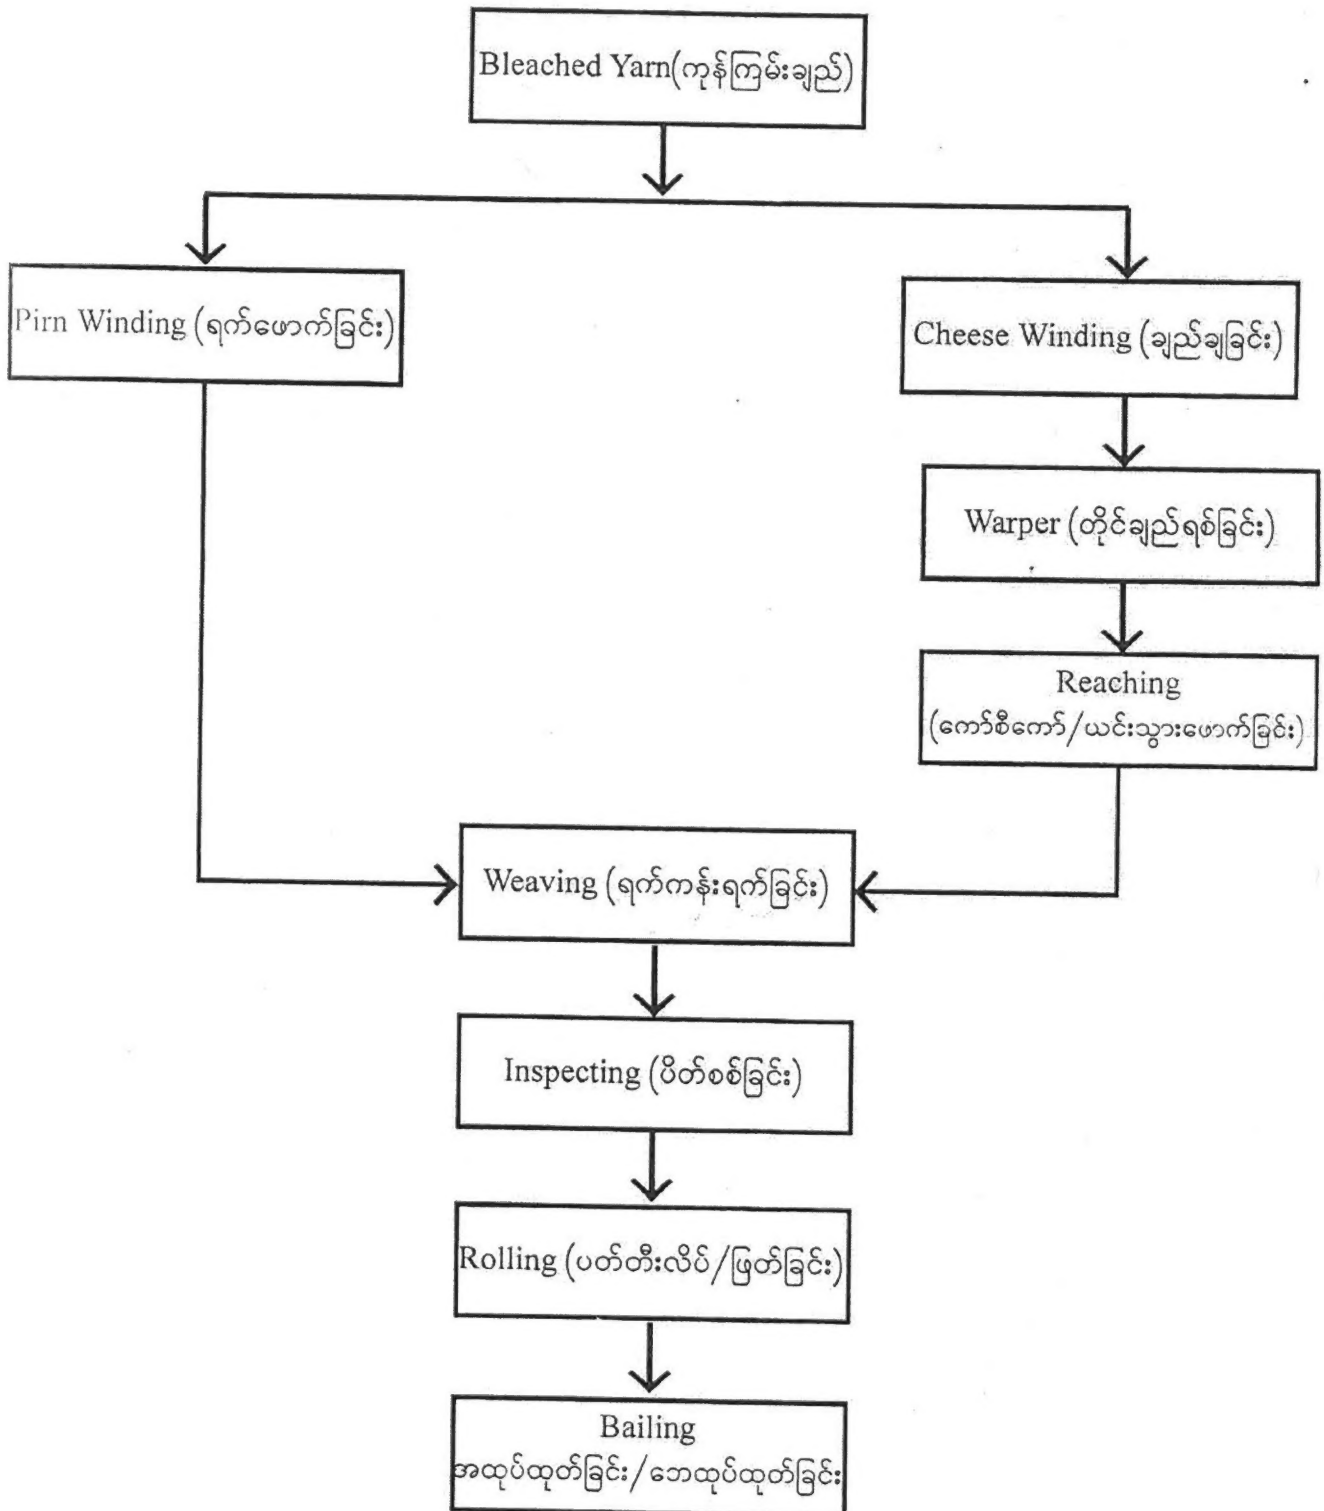 Bleached Yarn(ကုန်ကြမ်းချည်)
Pirn Winding (ရက်ဖောက်ခြင်း)
Cheese Winding (ချည်ချခြင်း)
Warper (တိုင်ချည်ရစ်ခြင်း)
Reaching
(ကော်စီကော်/ယင်းသွားဖောက်ခြင်း)
Weaving (ရက်ကန်းရက်ခြင်း)
Inspecting (ပိတ်စစ်ခြင်း)
Rolling (ပတ်တီးလိပ်/ဖြတ်ခြင်း)
Bailing
အထုပ်ထုတ်ခြင်း/ဘေထုပ်ထုတ်ခြင်း